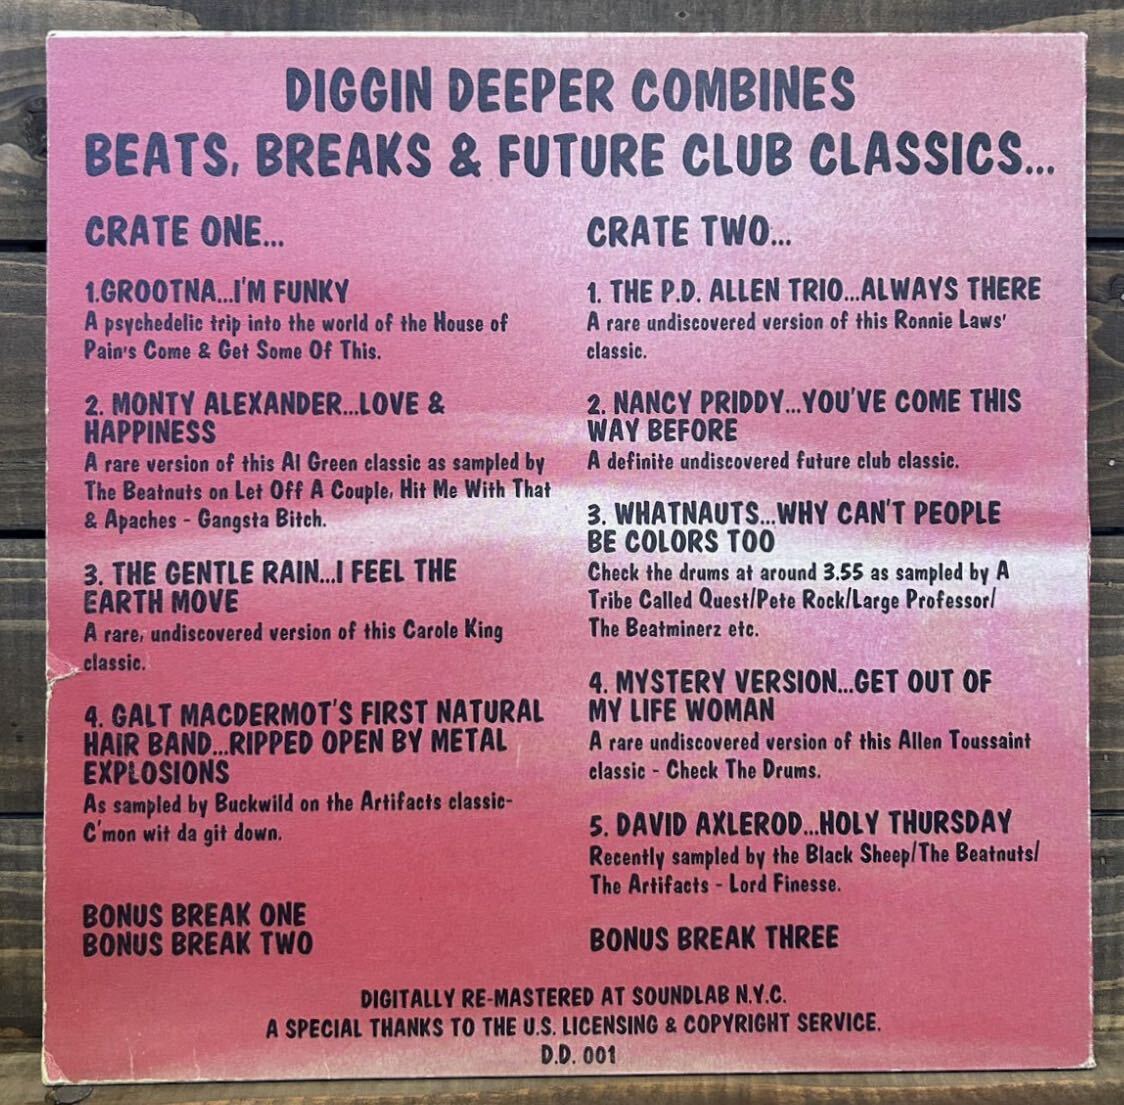 DIGGIN DEEPER COMBINES
BEATS, BREAKS & FUTURE CLUB CLASSICS...
CRATE ONE...
1.GROOTNA...I'M FUNKY
A psychedelic trip into the world of the House of
Pain's Come & Get Some Of This.
2. MONTY ALEXANDER...LOVE &
HAPPINESS
A rare version of this Al Green classic as sampled by
The Beatnuts on Let Off A Couple, Hit Me With That
& Apaches - Gangsta Bitch.
3. THE GENTLE RAIN...I FEEL THE
EARTH MOVE
A rare, undiscovered version of this Carole King
classic.
4. GALT MACDERMOT'S FIRST NATURAL
HAIR BAND...RIPPED OPEN BY METAL
EXPLOSIONS
As sampled by Buckwild on the Artifacts classic-
C'mon wit da git down.
BONUS BREAK ONE
BONUS BREAK TWO
CRATE TWO...
1. THE P.D. ALLEN TRIO...ALWAYS THERE
A rare undiscovered version of this Ronnie Laws'
classic.
2. NANCY PRIDDY...YOU'VE COME THIS
WAY BEFORE
A definite undiscovered future club classic.
3. WHATNAUTS...WHY CAN'T PEOPLE
BE COLORS TOO
Check the drums at around 3.55 as sampled by A
Tribe Called Quest/Pete Rock/Large Professor/
The Beatminerz etc.
4. MYSTERY VERSION...GET OUT OF
MY LIFE WOMAN
A rare undiscovered version of this Allen Toussaint
classic - Check The Drums.
5. DAVID AXLEROD...HOLY THURSDAY
Recently sampled by the Black Sheep/The Beatnuts/
The Artifacts - Lord Finesse.
BONUS BREAK THREE
DIGITALLY RE-MASTERED AT SOUNDLAB N.Y.C.
A SPECIAL THANKS TO THE U.S. LICENSING & COPYRIGHT SERVICE.
D.D. 001